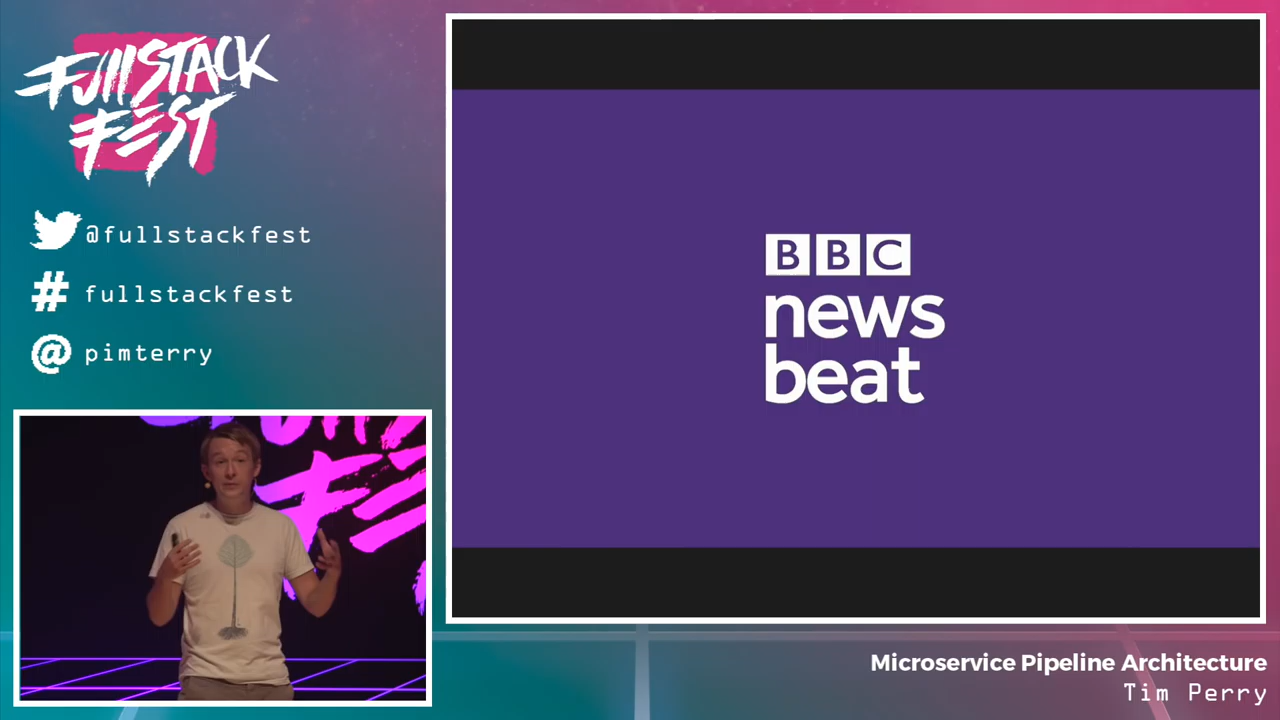 FullSTACK
FEST
@fullstackfest
# fullstackfest
@ pimterry
BBC
news
beat
Microservice Pipeline Architecture
Tim Perry